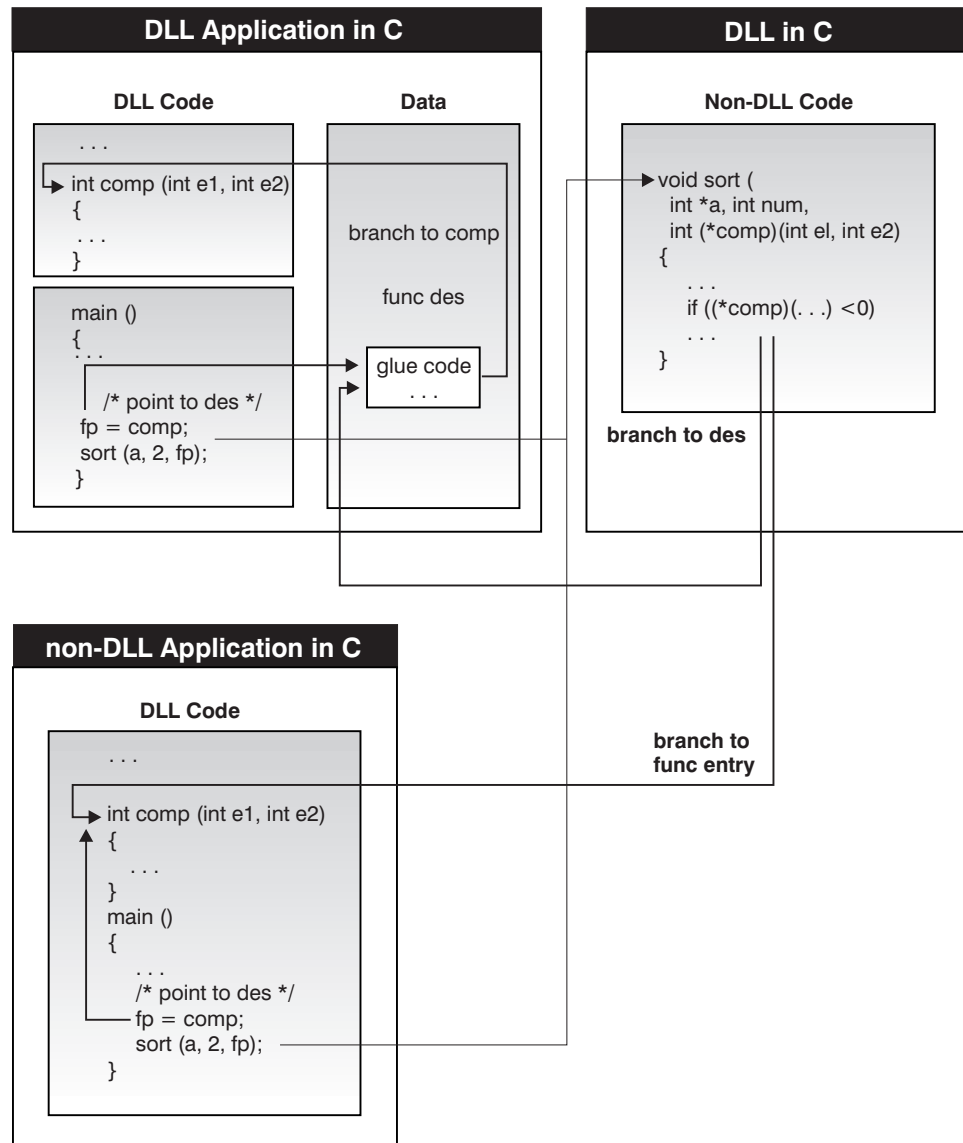 DLL Application in C
DLL Code
Data
. . .
int comp (int e1, int e2)
{
. . .
}
main ()
{
. . .
/* point to des */
fp = comp;
sort (a, 2, fp);
}
branch to comp
func des
glue code
. . .
DLL in C
Non-DLL Code
void sort (
int *a, int num,
int (*comp)(int el, int e2)
{
. . .
if ((*comp)(. . .) <0)
. . .
}
branch to des
non-DLL Application in C
DLL Code
. . .
int comp (int e1, int e2)
{
. . .
}
main ()
{
. . .
/* point to des */
fp = comp;
sort (a, 2, fp);
}
branch to
func entry